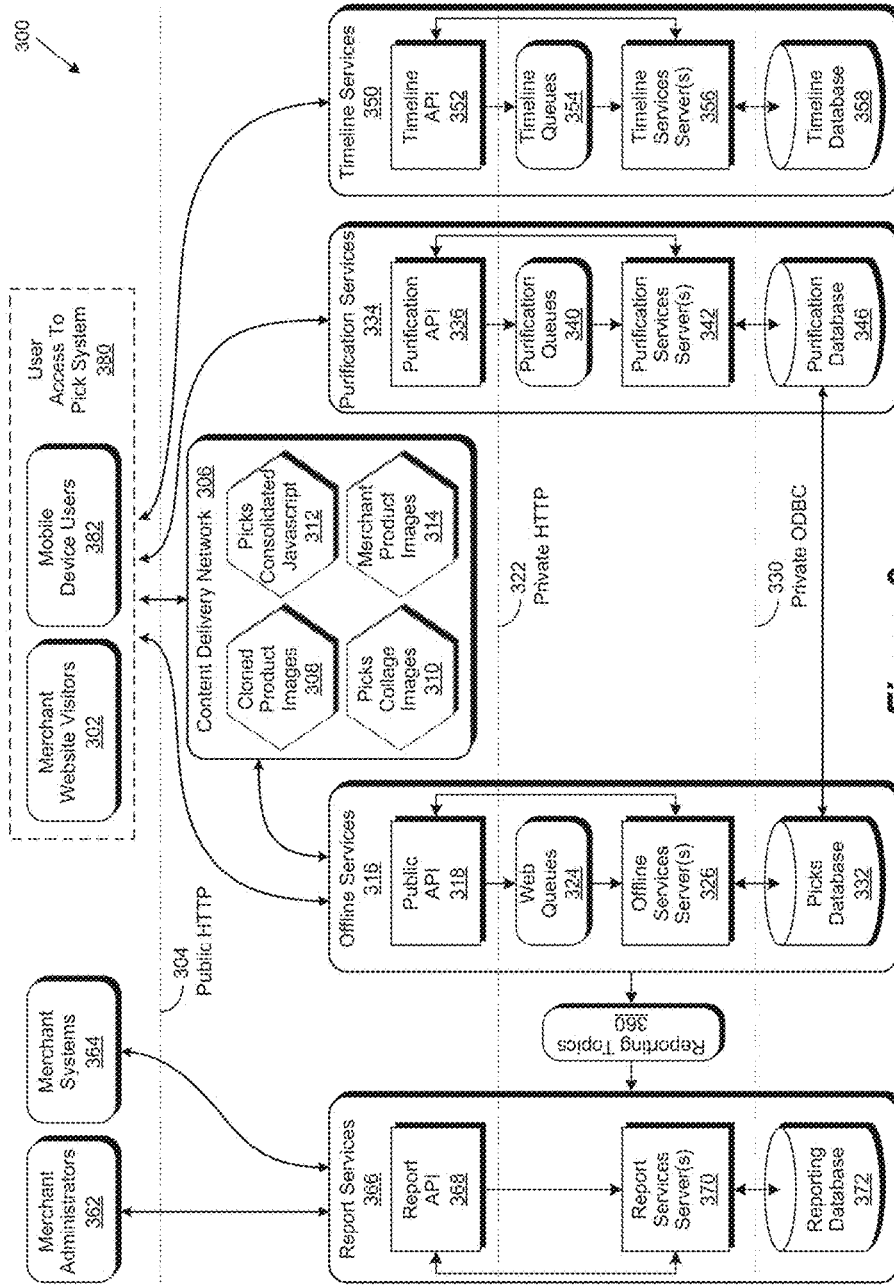 300
Merchant
Administrators
362
Merchant
Systems
364
Merchant
Website Visitors
302
Mobile
Device Users
382
User
Access To
Pick System
380
304
Public HTTP
Content Delivery Network 306
Cloned
Product
Images
308
Picks
Consolidated
Javascript
312
Picks
Collage
Images
310
Merchant
Product
Images
314
Report Services
366
Report
API
368
Report
Services
Server(s)
370
Reporting
Database
372
Reporting Topics
360
Offline Services
316
Public
API
318
Web
Queues
324
Offline
Services
Server(s)
326
Picks
Database
332
322
Private HTTP
330
Private ODBC
Purification Services
334
Purification
API
336
Purification
Queues
340
Purification
Services
Server(s)
342
Purification
Database
346
Timeline Services
350
Timeline
API
352
Timeline
Queues
354
Timeline
Services
Server(s)
356
Timeline
Database
358